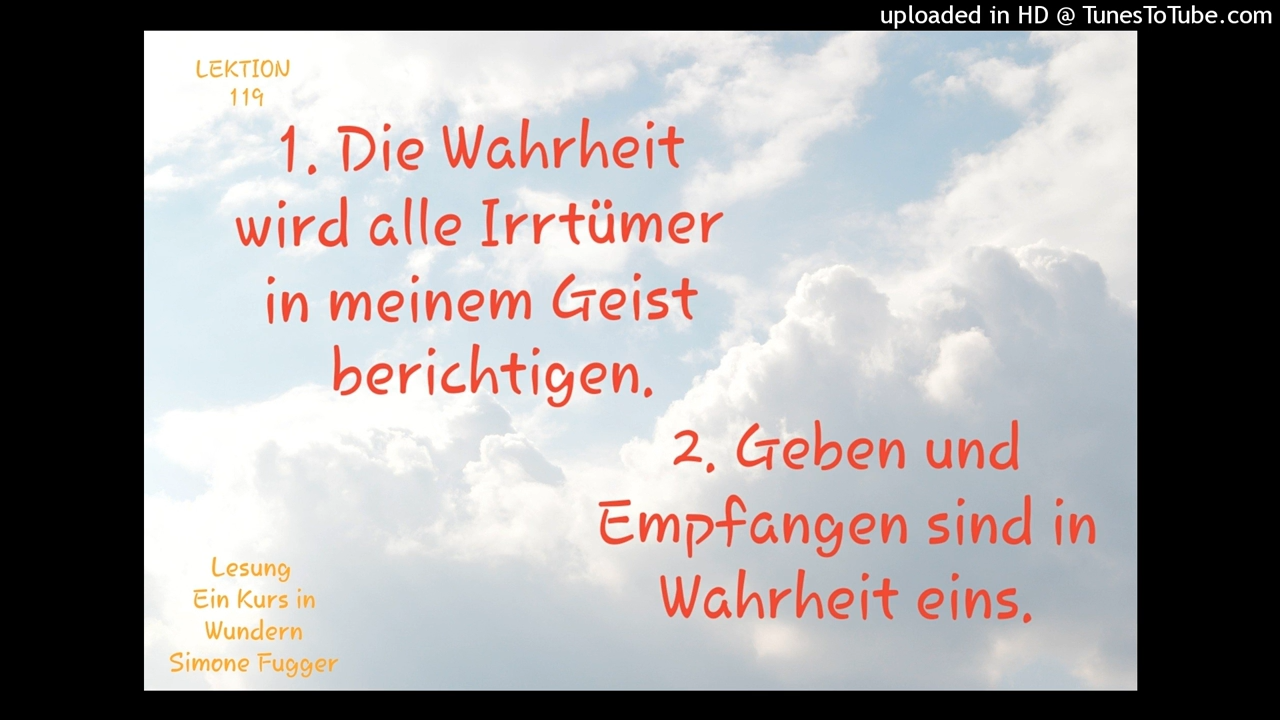 uploaded in HD @ TunesToTube.com
LEKTION
119
1. Die Wahrheit
wird alle Irrtümer
in meinem Geist
berichtigen.
2. Geben und
Empfangen sind in
Wahrheit eins.
Lesung
Ein Kurs in
Wundern
Simone Fugger